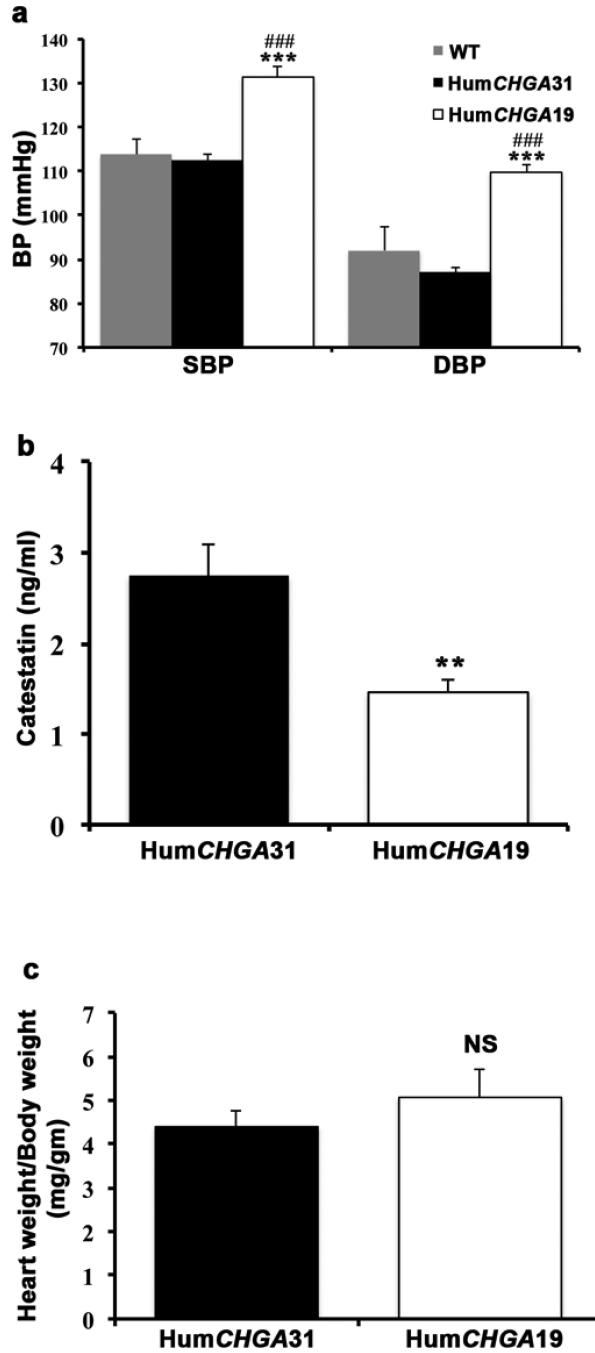 a
###
***
WT
HumCHGA31
HumCHGA19
###
***
BP (mmHg)
140
130
120
110
100
90
80
70
SBP DBP
b
Catestatin (ng/ml)
4
3
2
1
0
**
HumCHGA31 HumCHGA19
c
Heart weight/Body weight
(mg/gm)
7
6
5
4
3
2
1
0
NS
HumCHGA31 HumCHGA19